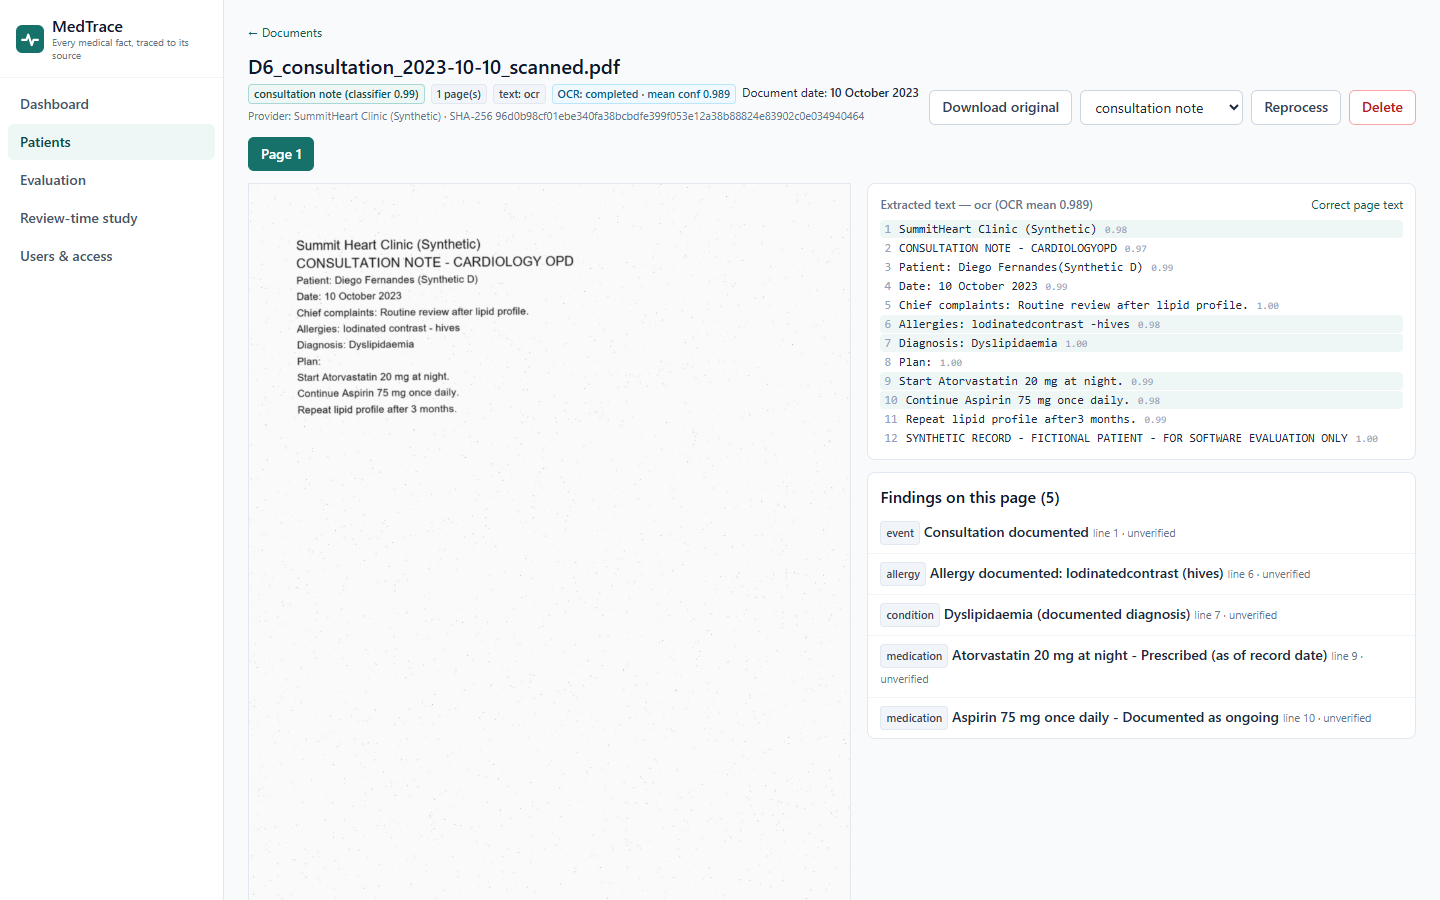 MedTrace
Every medical fact, traced to its
source
Dashboard
Patients
Evaluation
Review-time study
Users & access
← Documents
D6_consultation_2023-10-10_scanned.pdf
consultation note (classifier 0.99) 1 page(s) text: ocr OCR: completed · mean conf 0.989 Document date: 10 October 2023
Provider: SummitHeart Clinic (Synthetic) · SHA-256 96d0b98cf01ebe340fa38bcbdfe399f053e12a38b88824e83902c0e034940464
Download original consultation note Reprocess Delete
Page 1
Summit Heart Clinic (Synthetic)
CONSULTATION NOTE - CARDIOLOGY OPD
Patient: Diego Fernandes (Synthetic D)
Date: 10 October 2023
Chief complaints: Routine review after lipid profile.
Allergies: Iodinated contrast - hives
Diagnosis: Dyslipidaemia
Plan:
Start Atorvastatin 20 mg at night.
Continue Aspirin 75 mg once daily.
Repeat lipid profile after 3 months.
Extracted text — ocr (OCR mean 0.989) Correct page text
1 SummitHeart Clinic (Synthetic) 0.98
2 CONSULTATION NOTE - CARDIOLOGYOPD 0.97
3 Patient: Diego Fernandes(Synthetic D) 0.99
4 Date: 10 October 2023 0.99
5 Chief complaints: Routine review after lipid profile. 1.00
6 Allergies: lodinatedcontrast -hives 0.98
7 Diagnosis: Dyslipidaemia 1.00
8 Plan: 1.00
9 Start Atorvastatin 20 mg at night. 0.99
10 Continue Aspirin 75 mg once daily. 0.98
11 Repeat lipid profile after3 months. 0.99
12 SYNTHETIC RECORD - FICTIONAL PATIENT - FOR SOFTWARE EVALUATION ONLY 1.00
Findings on this page (5)
event Consultation documented line 1 · unverified
allergy Allergy documented: lodinatedcontrast (hives) line 6 · unverified
condition Dyslipidaemia (documented diagnosis) line 7 · unverified
medication Atorvastatin 20 mg at night - Prescribed (as of record date) line 9 ·
unverified
medication Aspirin 75 mg once daily - Documented as ongoing line 10 · unverified